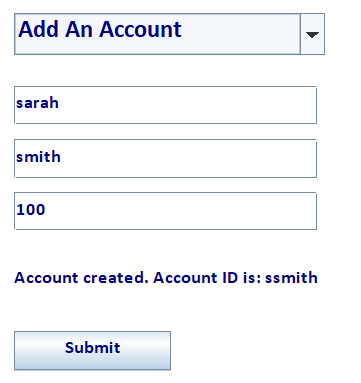 Add An Account
sarah
smith
100
Account created. Account ID is: ssmith
Submit